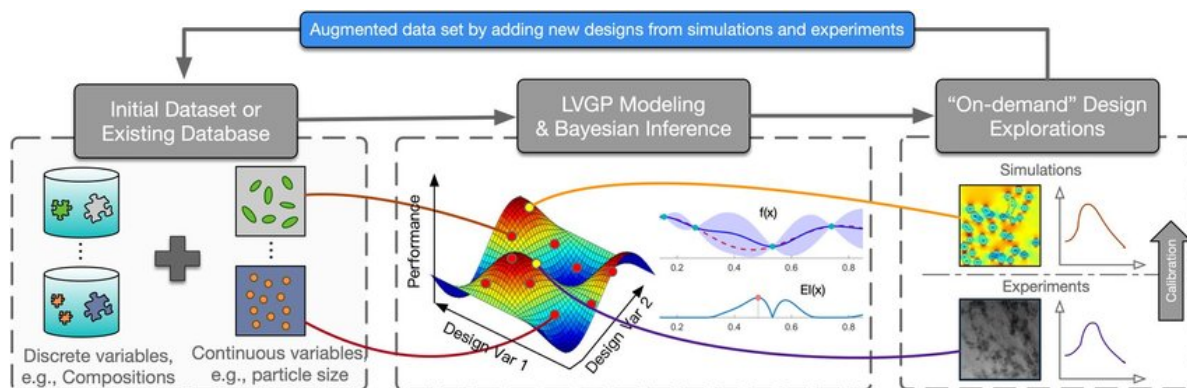 Augmented data set by adding new designs from simulations and experiments
Initial Dataset or
Existing Database
LVGP Modeling
& Bayesian Inference
“On-demand” Design
Explorations
Discrete variables,
e.g., Compositions
Continuous variables,
e.g., particle size
Performance
Design Var 1
Design Var 2
f(x)
0.2 0.4 0.6 0.8
EI(x)
0.2 0.4 0.6 0.8
Simulations
Experiments
Calibration